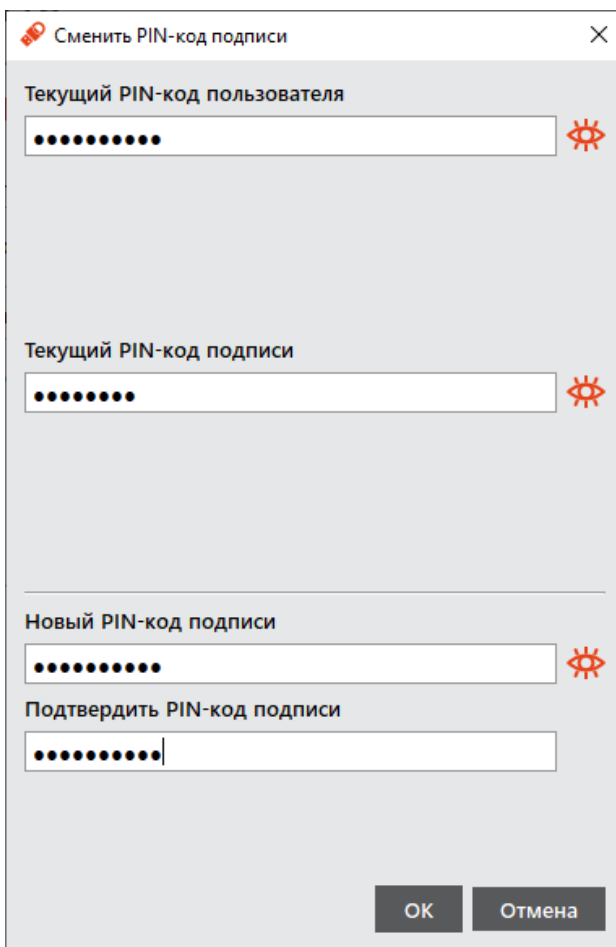 Сменить PIN-код подписи
Текущий PIN-код пользователя
••••••••••
Текущий PIN-код подписи
••••••••
Новый PIN-код подписи
••••••••••
Подтвердить PIN-код подписи
••••••••••
ОК Отмена